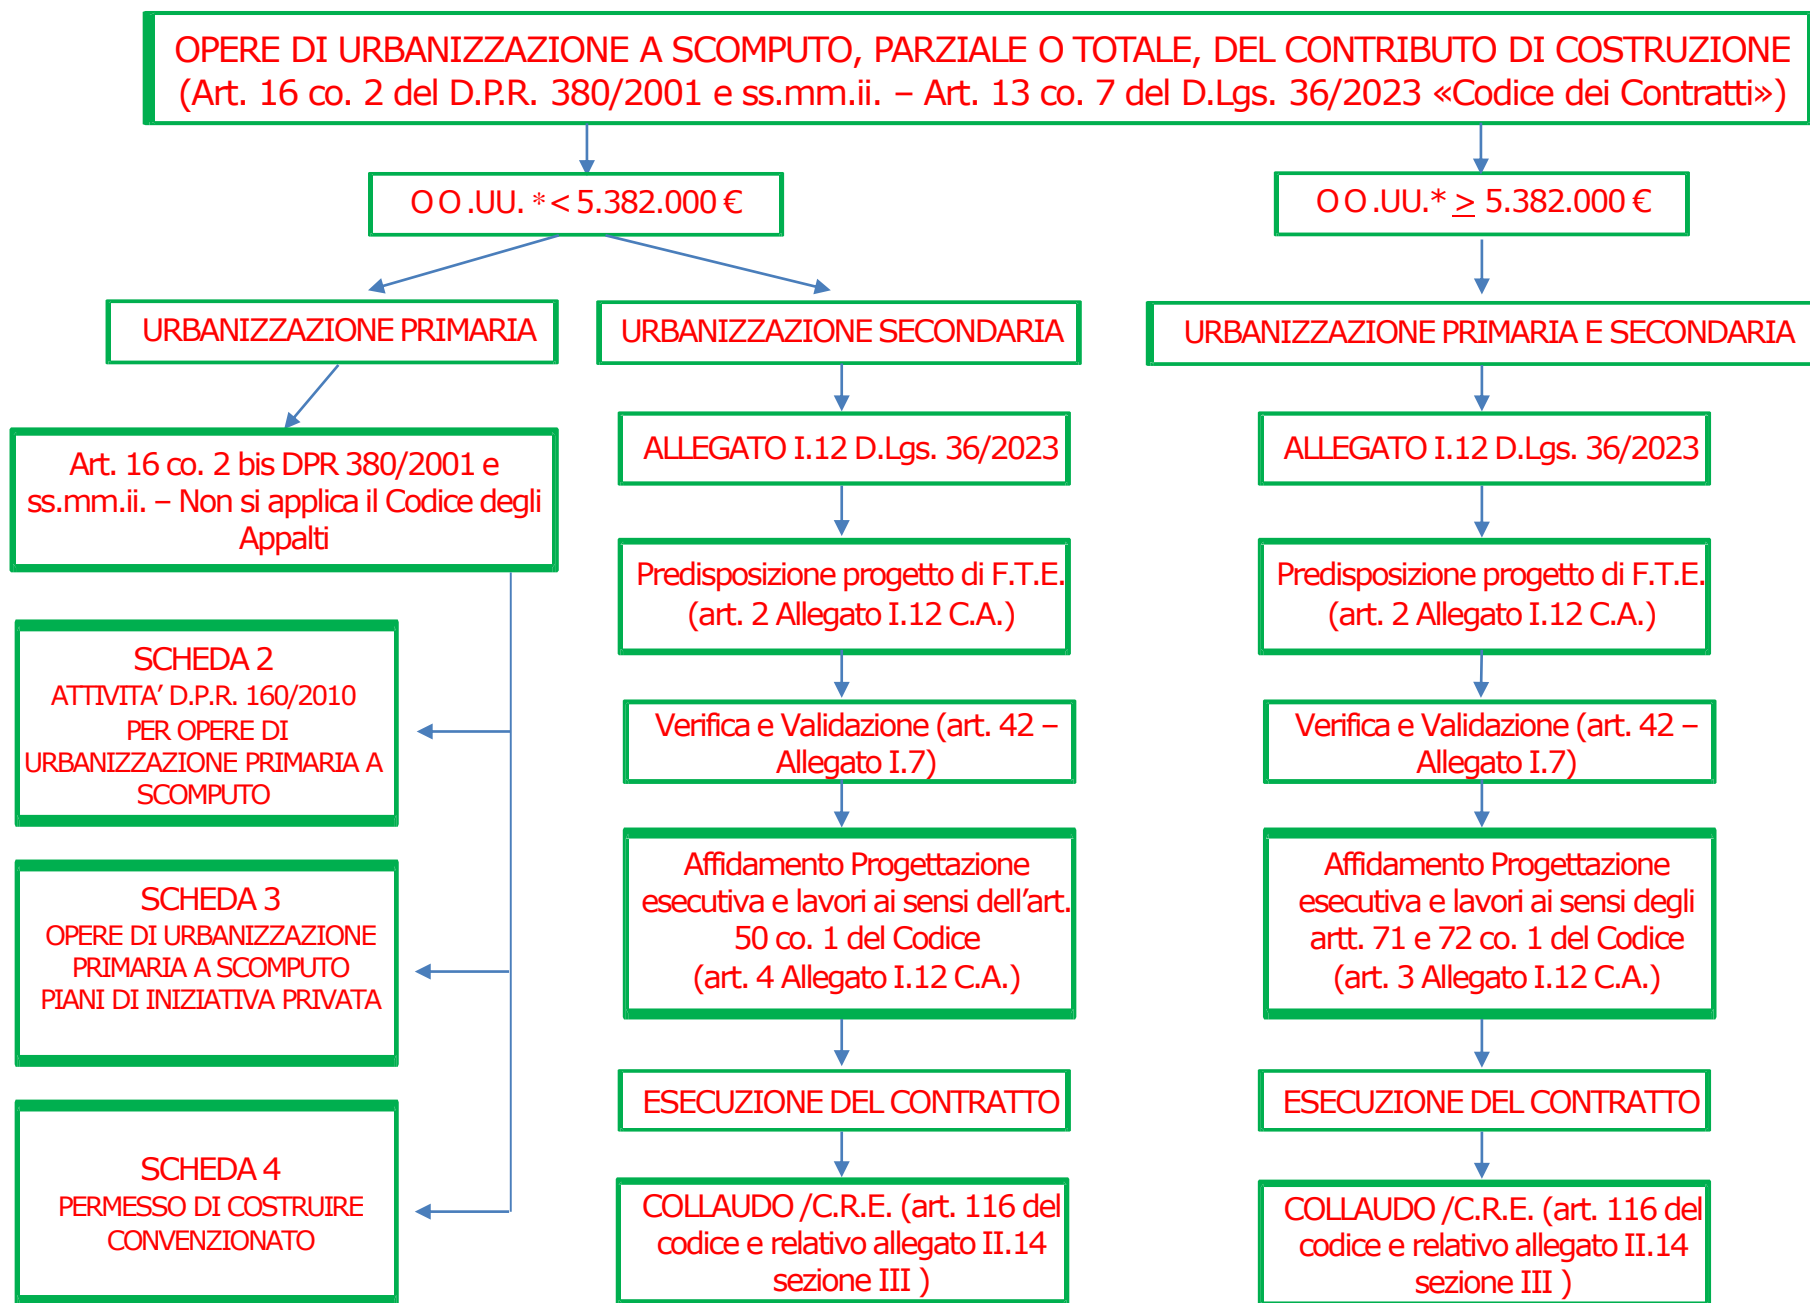 OPERE DI URBANIZZAZIONE A SCOMPUTO, PARZIALE O TOTALE, DEL CONTRIBUTO DI COSTRUZIONE
(Art. 16 co. 2 del D.P.R. 380/2001 e ss.mm.ii. – Art. 13 co. 7 del D.Lgs. 36/2023 «Codice dei Contratti»)
OO.UU. *< 5.382.000 €
OO.UU.* > 5.382.000 €
URBANIZZAZIONE PRIMARIA
URBANIZZAZIONE SECONDARIA
URBANIZZAZIONE PRIMARIA E SECONDARIA
Art. 16 co. 2 bis DPR 380/2001 e
ss.mm.ii. – Non si applica il Codice degli
Appalti
SCHEDA 2
ATTIVITA’ D.P.R. 160/2010
PER OPERE DI
URBANIZZAZIONE PRIMARIA A
SCOMPUTO
SCHEDA 3
OPERE DI URBANIZZAZIONE
PRIMARIA A SCOMPUTO
PIANI DI INIZIATIVA PRIVATA
SCHEDA 4
PERMESSO DI COSTRUIRE
CONVENZIONATO
ALLEGATO I.12 D.Lgs. 36/2023
Predisposizione progetto di F.T.E.
(art. 2 Allegato I.12 C.A.)
Verifica e Validazione (art. 42 –
Allegato I.7)
Affidamento Progettazione
esecutiva e lavori ai sensi dell’art.
50 co. 1 del Codice
(art. 4 Allegato I.12 C.A.)
ESECUZIONE DEL CONTRATTO
COLLAUDO /C.R.E. (art. 116 del
codice e relativo allegato II.14
sezione III )
ALLEGATO I.12 D.Lgs. 36/2023
Predisposizione progetto di F.T.E.
(art. 2 Allegato I.12 C.A.)
Verifica e Validazione (art. 42 –
Allegato I.7)
Affidamento Progettazione
esecutiva e lavori ai sensi degli
artt. 71 e 72 co. 1 del Codice
(art. 3 Allegato I.12 C.A.)
ESECUZIONE DEL CONTRATTO
COLLAUDO /C.R.E. (art. 116 del
codice e relativo allegato II.14
sezione III )